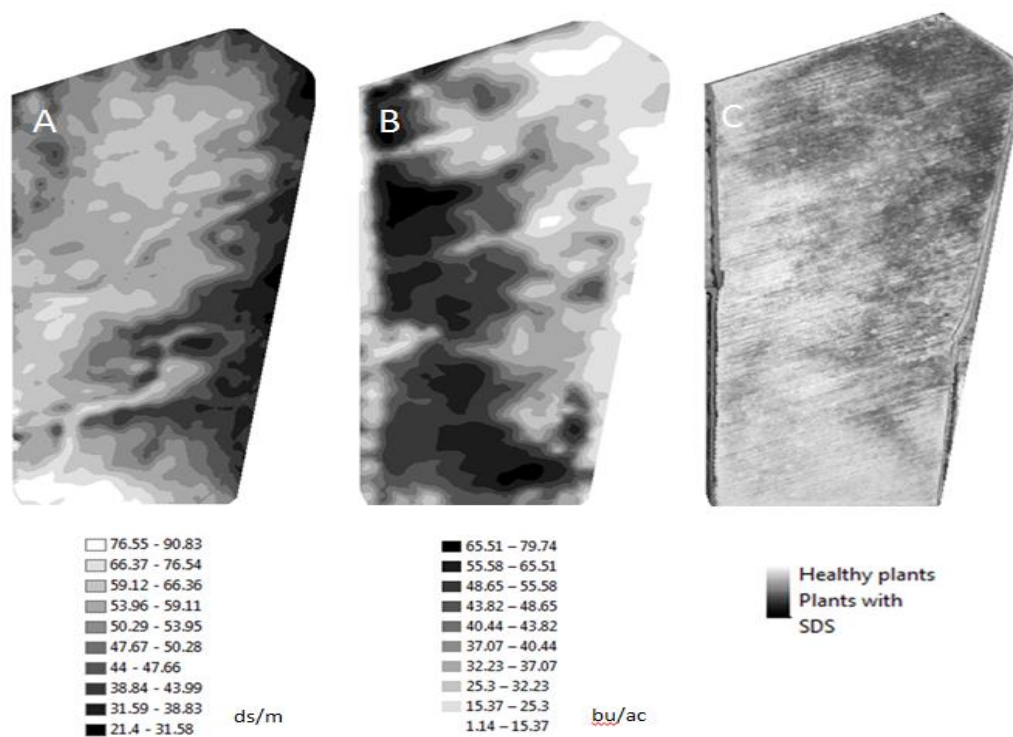 A
B
C
76.55 - 90.83
66.37 - 76.54
59.12 - 66.36
53.96 - 59.11
50.29 - 53.95
47.67 - 50.28
44 - 47.66
38.84 - 43.99
31.59 - 38.83
21.4 - 31.58
ds/m
65.51 – 79.74
55.58 – 65.51
48.65 – 55.58
43.82 – 48.65
40.44 – 43.82
37.07 – 40.44
32.23 – 37.07
25.3 – 32.23
15.37 – 25.3
1.14 – 15.37
bu/ac
Healthy plants
Plants with
SDS